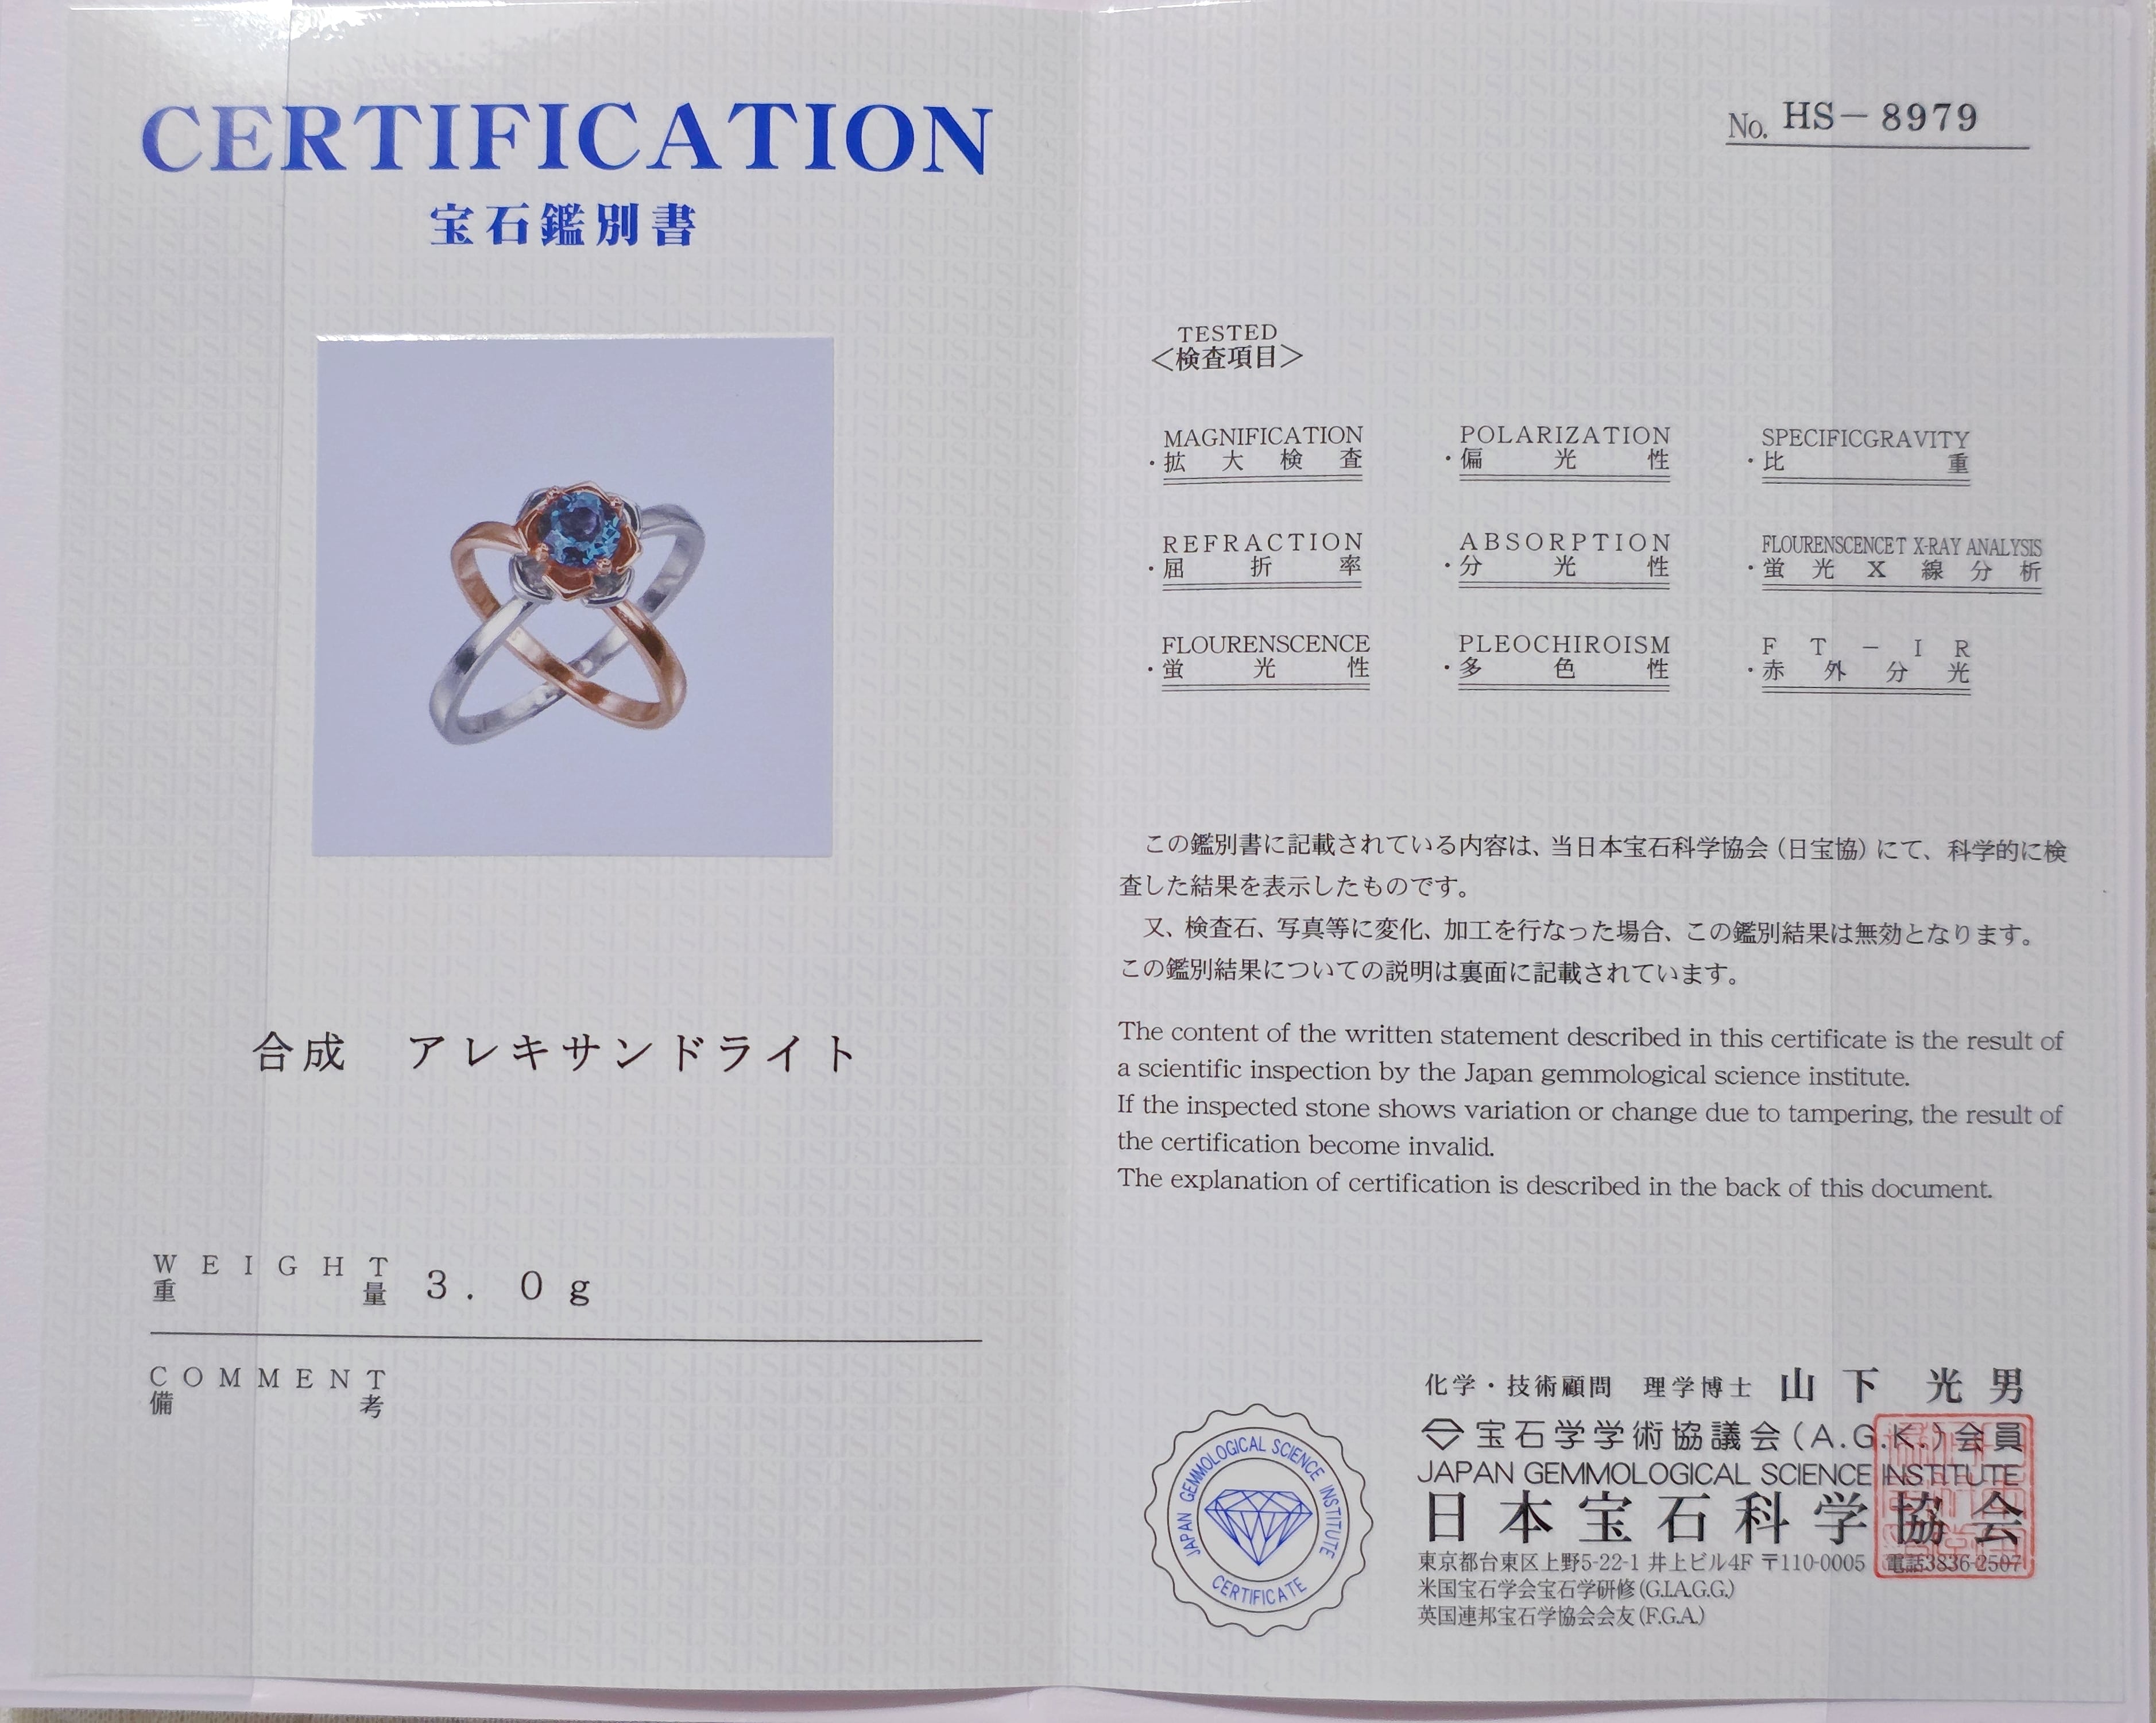 CERTIFICATION
宝石鑑別書
合成　アレキサンドライト
WEIGHT
重量
3.0g
COMMENT
備考
No. HS-8979
TESTED
＜検査項目＞
MAGNIFICATION
・拡大検査
POLARIZATION
・偏光性
SPECIFICGRAVITY
・比重
REFRACTION
・屈折率
ABSORPTION
・分光性
FLOURENSCENCET X-RAY ANALYSIS
・蛍光X線分析
FLOURENSCENCE
・蛍光性
PLEOCHIROISM
・多色性
FT-IR
・赤外分光
この鑑別書に記載されている内容は、当日本宝石科学協会（日宝協）にて、科学的に検
査した結果を表示したものです。
又、検査石、写真等に変化、加工を行なった場合、この鑑別結果は無効となります。
この鑑別結果についての説明は裏面に記載されています。
The content of the written statement described in this certificate is the result of
a scientific inspection by the Japan gemmological science institute.
If the inspected stone shows variation or change due to tampering, the result of
the certification become invalid.
The explanation of certification is described in the back of this document.
JAPAN GEMMOLOGICAL SCIENCE INSTITUTE
CERTIFICATE
化学・技術顧問　理学博士　山下　光男
宝石学学術協議会（A.G.K.）会員
JAPAN GEMMOLOGICAL SCIENCE INSTITUTE
日本宝石科学協会
東京都台東区上野5-22-1 井上ビル4F 〒110-0005　電話3836-2507
米国宝石学会宝石学研修(G.I.A.G.G.)
英国連邦宝石学協会会友(F.G.A.)